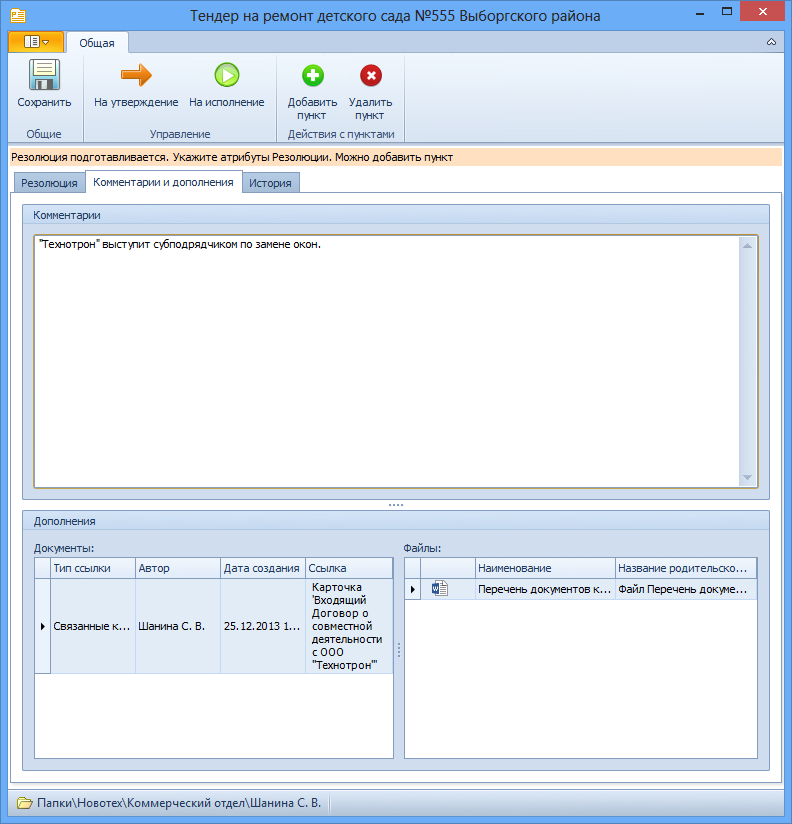 Тендер на ремонт детского сада №555 Выборгского района
Общая
Сохранить
На утверждение
На исполнение
Добавить пункт
Удалить пункт
Общие
Управление
Действия с пунктами
Резолюция подготавливается. Укажите атрибуты Резолюции. Можно добавить пункт
Резолюция
Комментарии и дополнения
История
Комментарии
"Технотрон" выступит субподрядчиком по замене окон.
Дополнения
Документы:
Тип ссылки
Автор
Дата создания
Ссылка
Связанные к...
Шанина С. В.
25.12.2013 1...
Карточка
'Входящий
Договор о
совместной
деятельности
с ООО
"Технотрон"'
Файлы:
Наименование
Название родительско...
Перечень документов к...
Файл Перечень докуме...
Папки\Новотех\Коммерческий отдел\Шанина С. В.